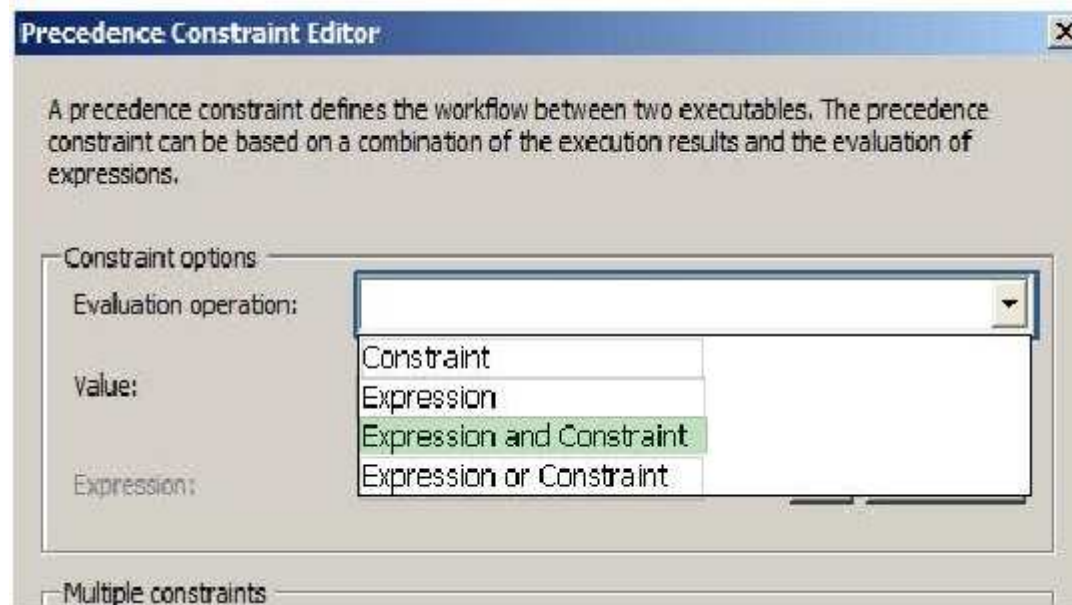 Precedence Constraint Editor
A precedence constraint defines the workflow between two executables. The precedence
constraint can be based on a combination of the execution results and the evaluation of
expressions.
Constraint options
Evaluation operation:
Constraint
Value:
Expression
Expression and Constraint
Expression:
Expression or Constraint
Multiple constraints